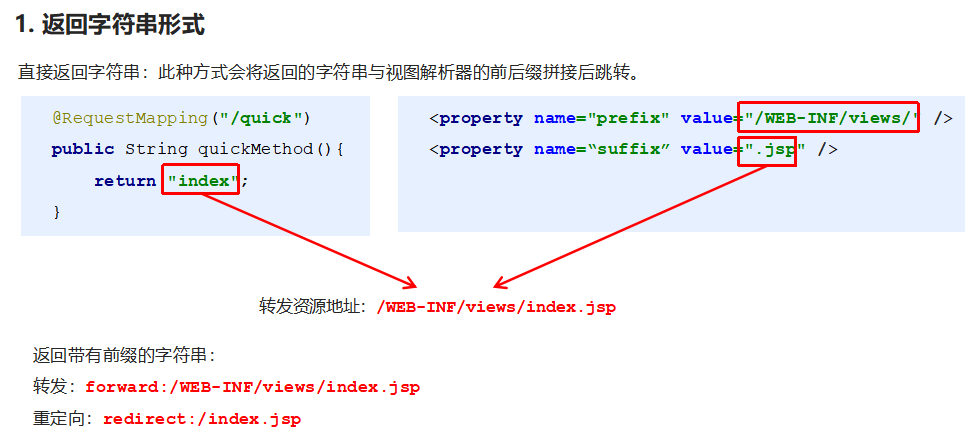 1. 返回字符串形式
直接返回字符串：此种方式会将返回的字符串与视图解析器的前后缀拼接后跳转。
@RequestMapping("/quick")
public String quickMethod(){
return "index";
}
<property name="prefix" value="/WEB-INF/views/" />
<property name=“suffix” value=".jsp" />
转发资源地址：/WEB-INF/views/index.jsp
返回带有前缀的字符串：
转发：forward:/WEB-INF/views/index.jsp
重定向：redirect:/index.jsp